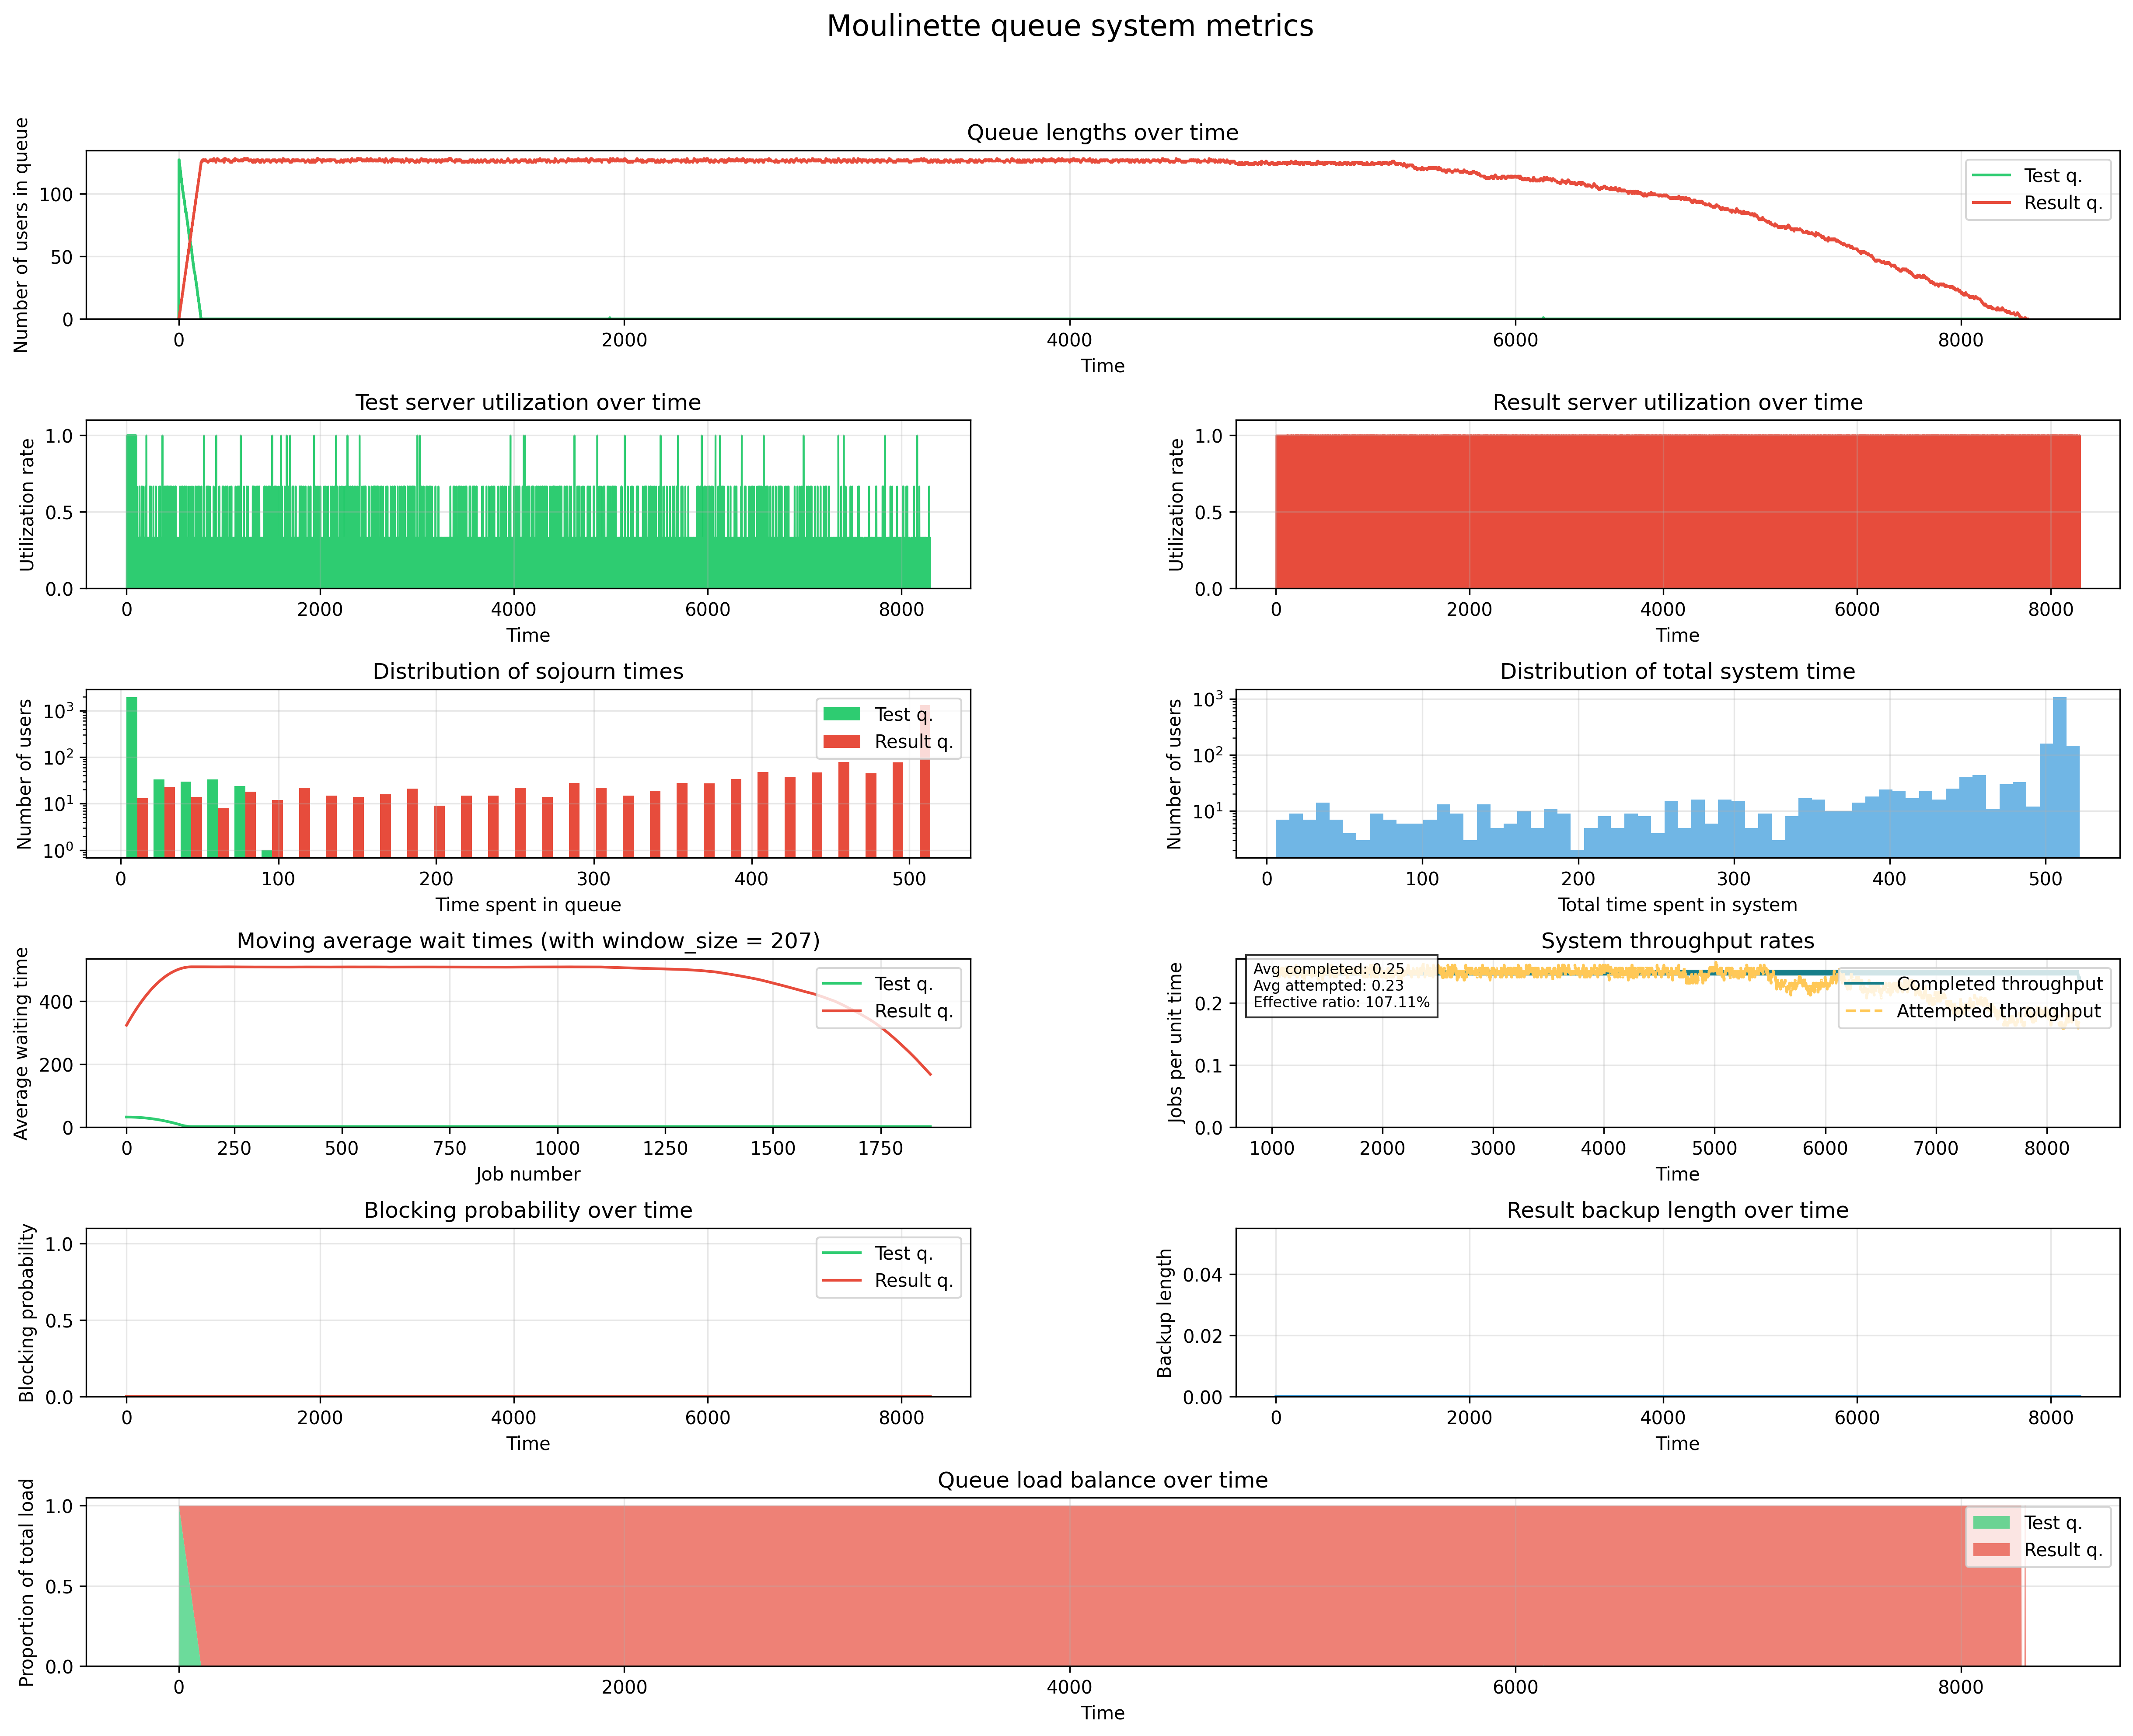 Moulinette queue system metrics
Queue lengths over time
Number of users in queue
100
50
0
Test q.
Result q.
0
2000
4000
6000
8000
Time
Test server utilization over time
Utilization rate
1.0
0.5
0.0
0
2000
4000
6000
8000
Time
Result server utilization over time
Utilization rate
1.0
0.5
0.0
0
2000
4000
6000
8000
Time
Distribution of sojourn times
Number of users
10³
10²
10¹
10⁰
Test q.
Result q.
0
100
200
300
400
500
Time spent in queue
Distribution of total system time
Number of users
10³
10²
10¹
0
100
200
300
400
500
Total time spent in system
Moving average wait times (with window_size = 207)
Average waiting time
400
200
0
Test q.
Result q.
0
250
500
750
1000
1250
1500
1750
Job number
System throughput rates
Jobs per unit time
0.2
0.1
0.0
Avg completed: 0.25
Avg attempted: 0.23
Effective ratio: 107.11%
Completed throughput
Attempted throughput
1000
2000
3000
4000
5000
6000
7000
8000
Time
Blocking probability over time
Blocking probability
1.0
0.5
0.0
Test q.
Result q.
0
2000
4000
6000
8000
Time
Result backup length over time
Backup length
0.04
0.02
0.00
0
2000
4000
6000
8000
Time
Queue load balance over time
Proportion of total load
1.0
0.5
0.0
Test q.
Result q.
0
2000
4000
6000
8000
Time